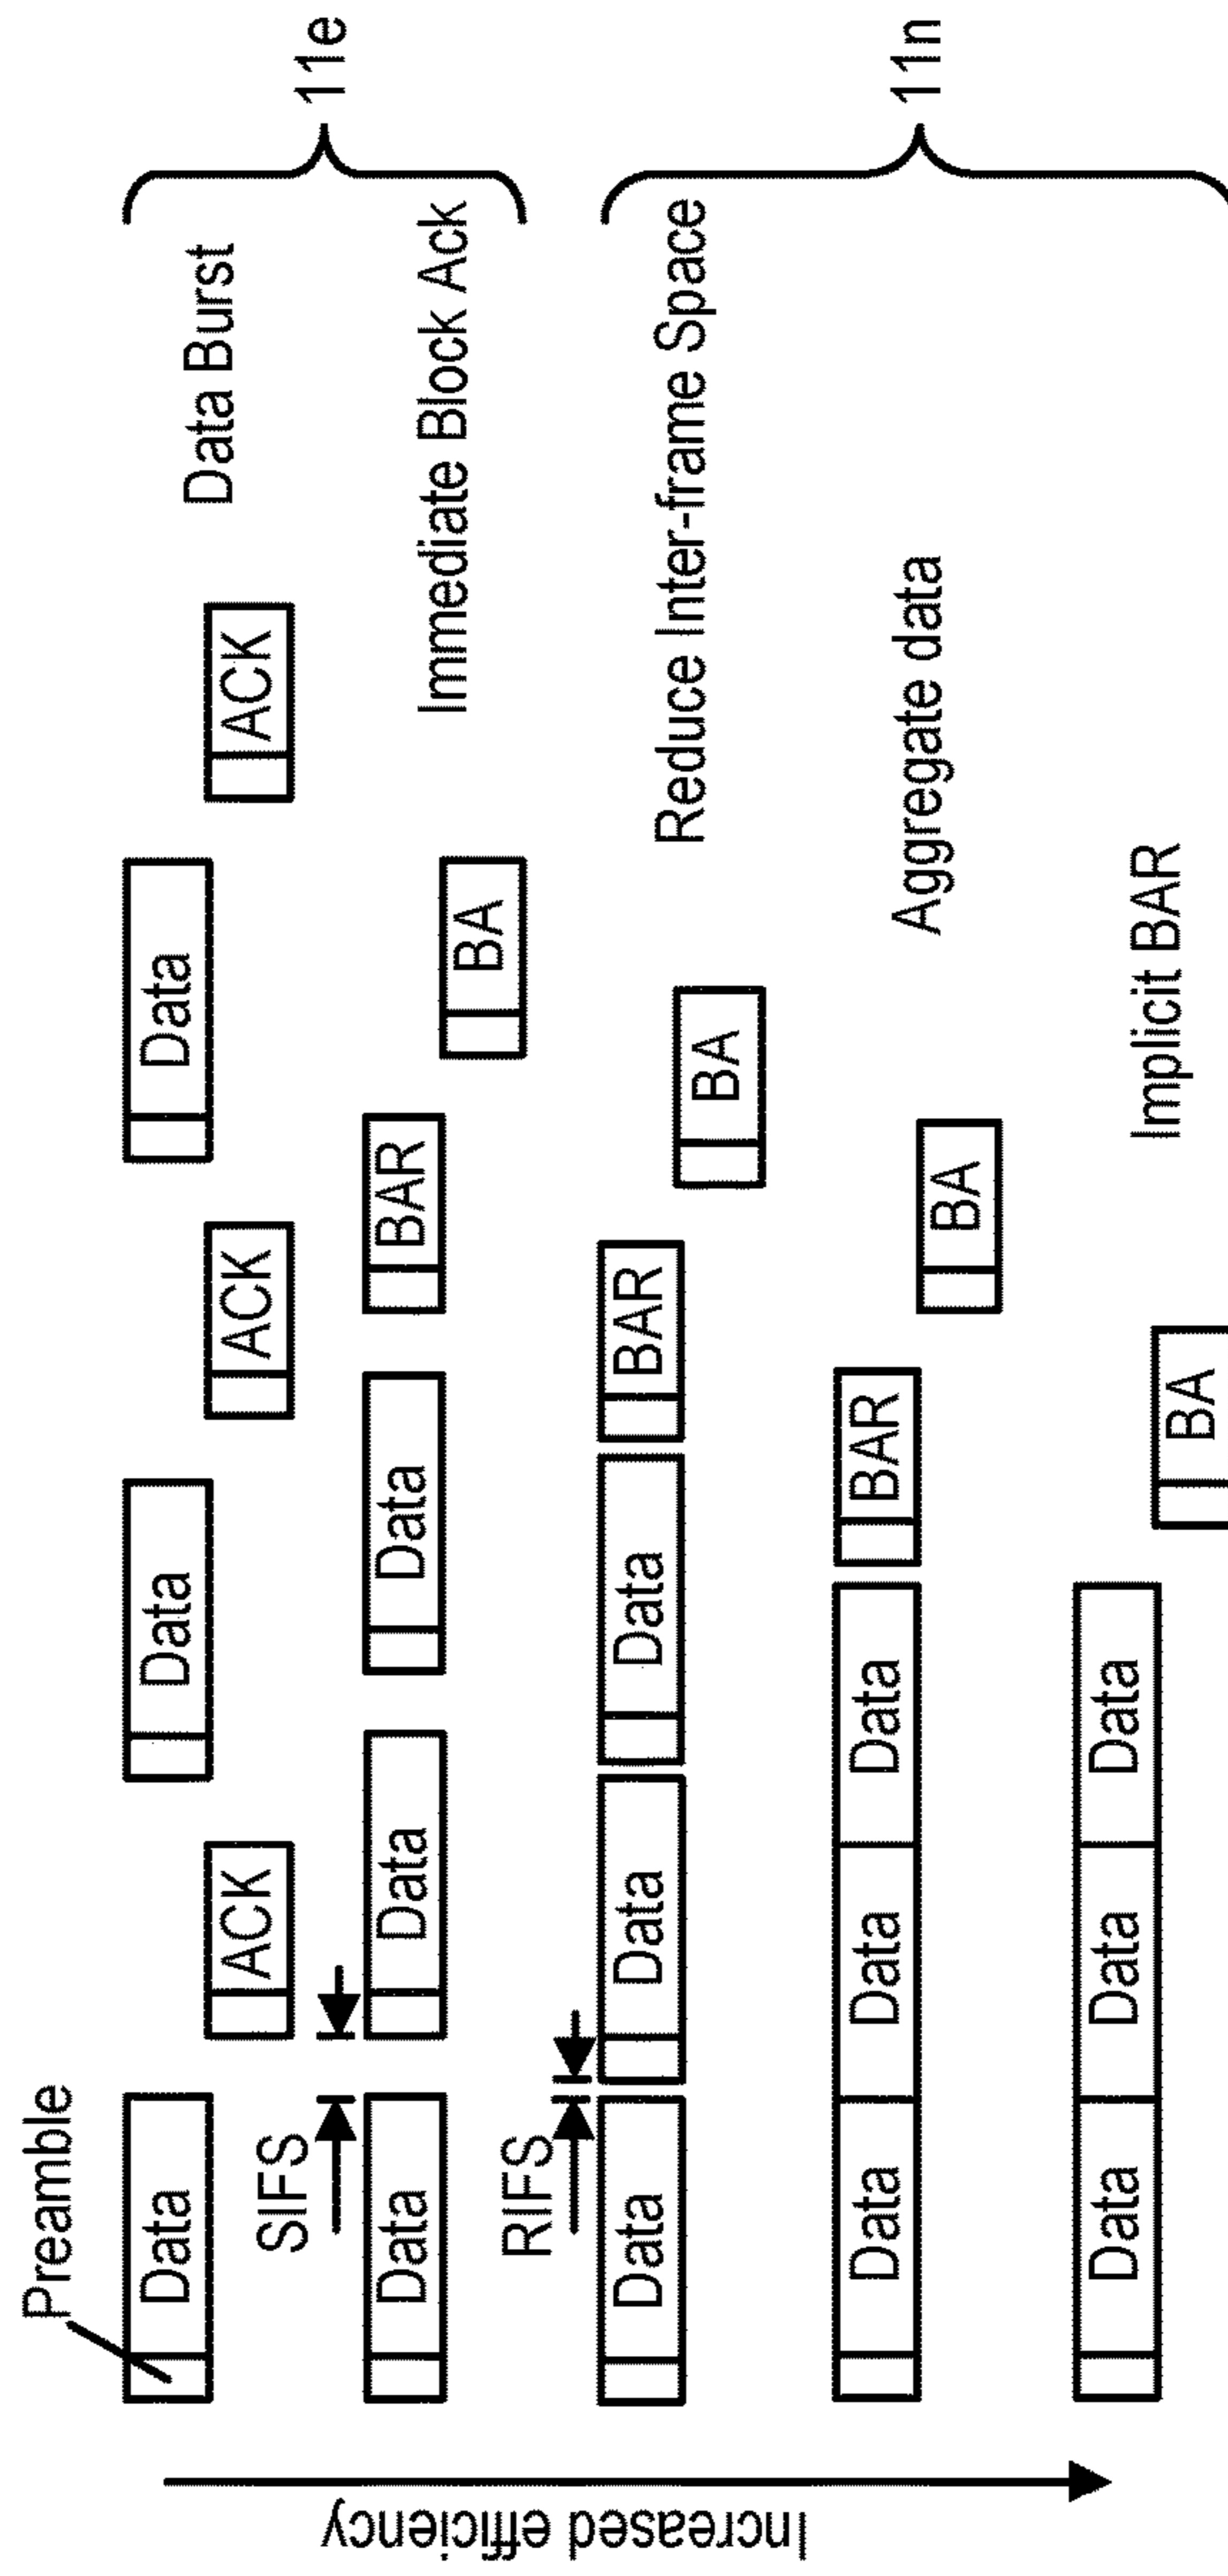 Preamble
Data Data Data
ACK ACK ACK
Data Burst
11e
SIFS
Data Data Data BAR
BA
Immediate Block Ack
RIFS
Data Data Data BAR
BA
Reduce Inter-frame Space
11n
Data Data Data BAR
BA
Aggregate data
Data Data Data
BA
Implicit BAR
Increased efficiency